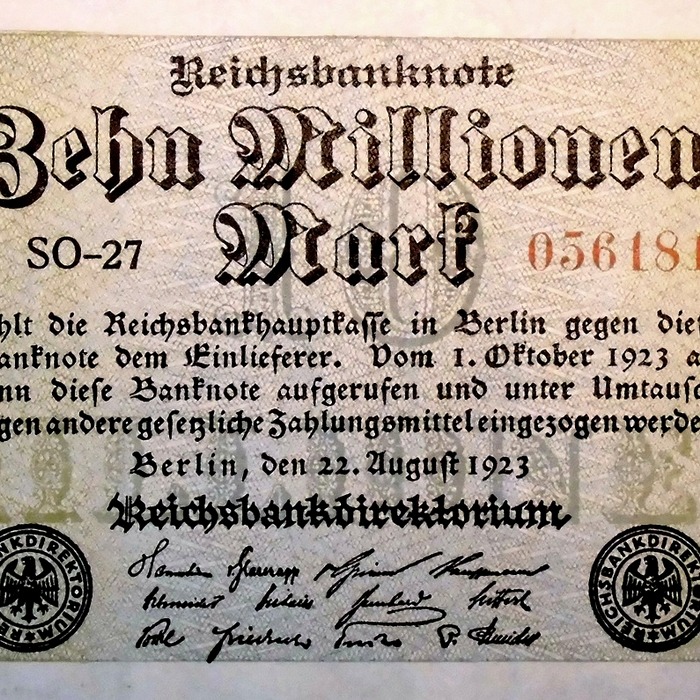 Reichsbanknote
Zehn Millionen
Mark
SO-27
056181
hlt die Reichsbankhauptkasse in Berlin gegen die
anknote dem Einlieferer. Vom 1. Oktober 1923 a
nn diese Banknote aufgerufen und unter Umtausc
gen andere gesetzliche Zahlungsmittel eingezogen werde
Berlin, den 22. August 1923
Reichsbankdirektorium